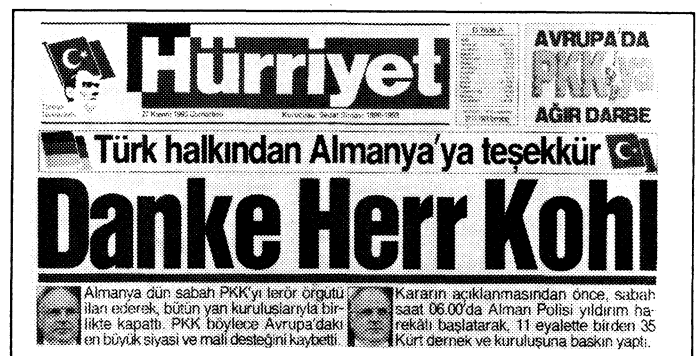 Hürriyet
AVRUPA'DA
PKK'ya
AĞIR DARBE
Türk halkından Almanya'ya teşekkür
Danke Herr Kohl
Almanya dün sabah PKK'yı terör örgütü
ilan ederek, bütün yan kuruluslarıyla bir-
likte kapattı. PKK böylece Avrupa'daki
en büyük siyasi ve mali desteğini kaybetti.
Kararın açıklanmasından önce, sabah
saat 06.00'da Alman Polisi yıldırım ha-
rekâtı başlatarak, 11 eyalette birden 35
Kürt dernek ve kuruluşuna baskın yaptı.